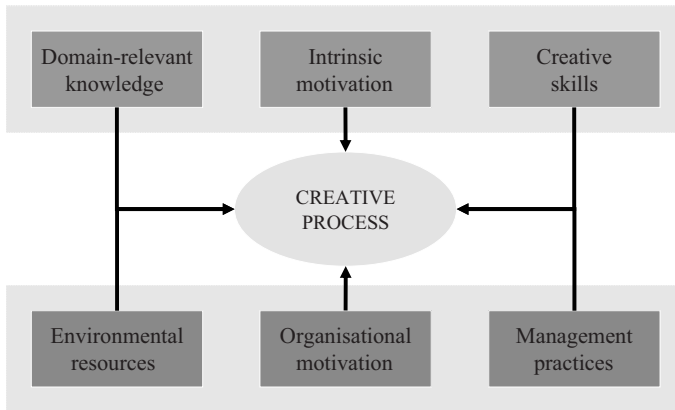 Domain-relevant
knowledge
Intrinsic
motivation
Creative
skills
CREATIVE
PROCESS
Environmental
resources
Organisational
motivation
Management
practices